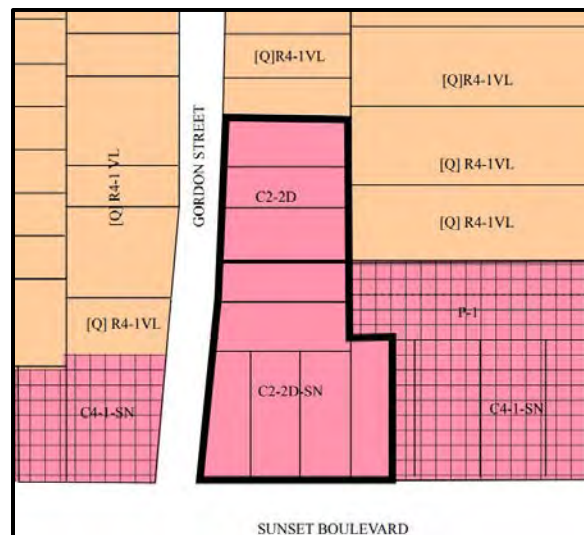 [Q]R4-1VL
[Q]R4-1VL
GORDON STREET
[Q] R4-1 VL
[Q] R4-1VL
C2-2D
[Q] R4-1VL
P-1
[Q] R4-1VL
C2-2D-SN
C4-1-SN
C4-1-SN
SUNSET BOULEVARD